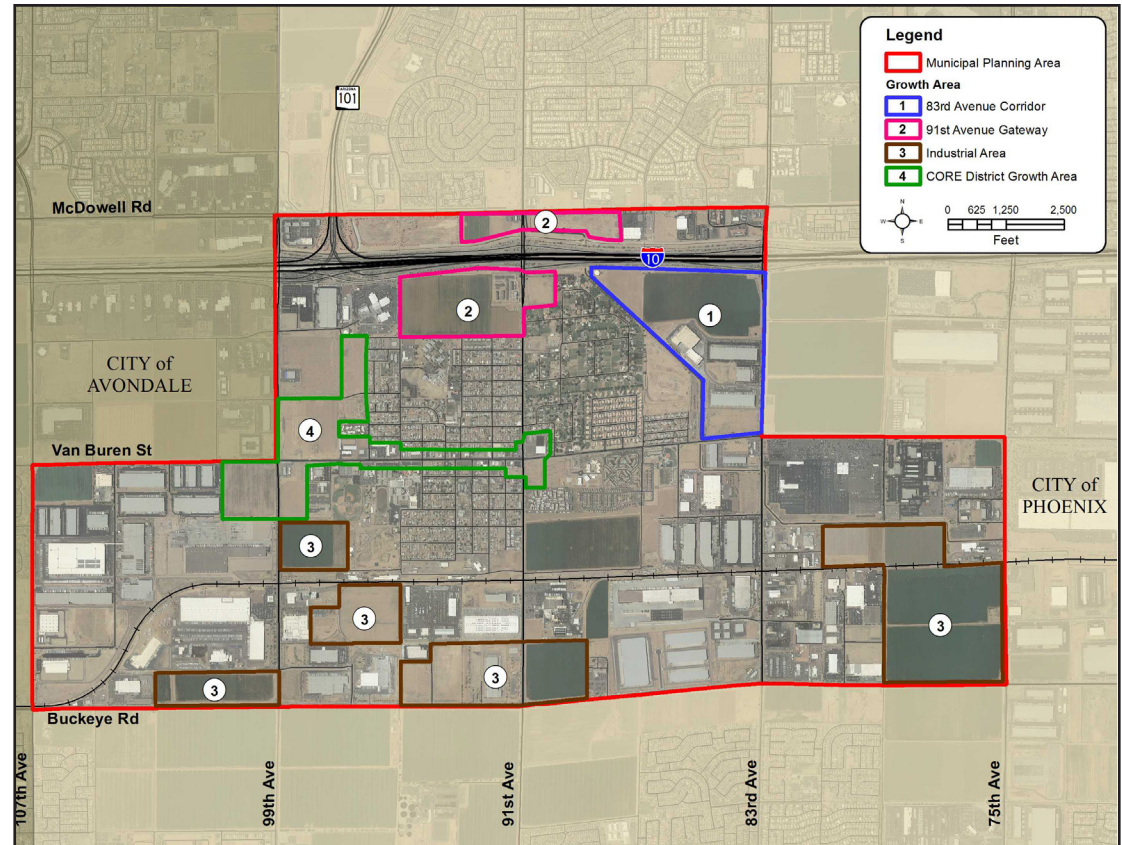 Legend
Municipal Planning Area
Growth Area
1 83rd Avenue Corridor
2 91st Avenue Gateway
3 Industrial Area
4 CORE District Growth Area
N
W E
S
0 625 1,250 2,500
Feet
ARIZONA
101
McDowell Rd
2
10
2
1
CITY of
AVONDALE
4
Van Buren St
CITY of
PHOENIX
3
3
3
3
3
Buckeye Rd
107th Ave
99th Ave
91st Ave
83rd Ave
75th Ave